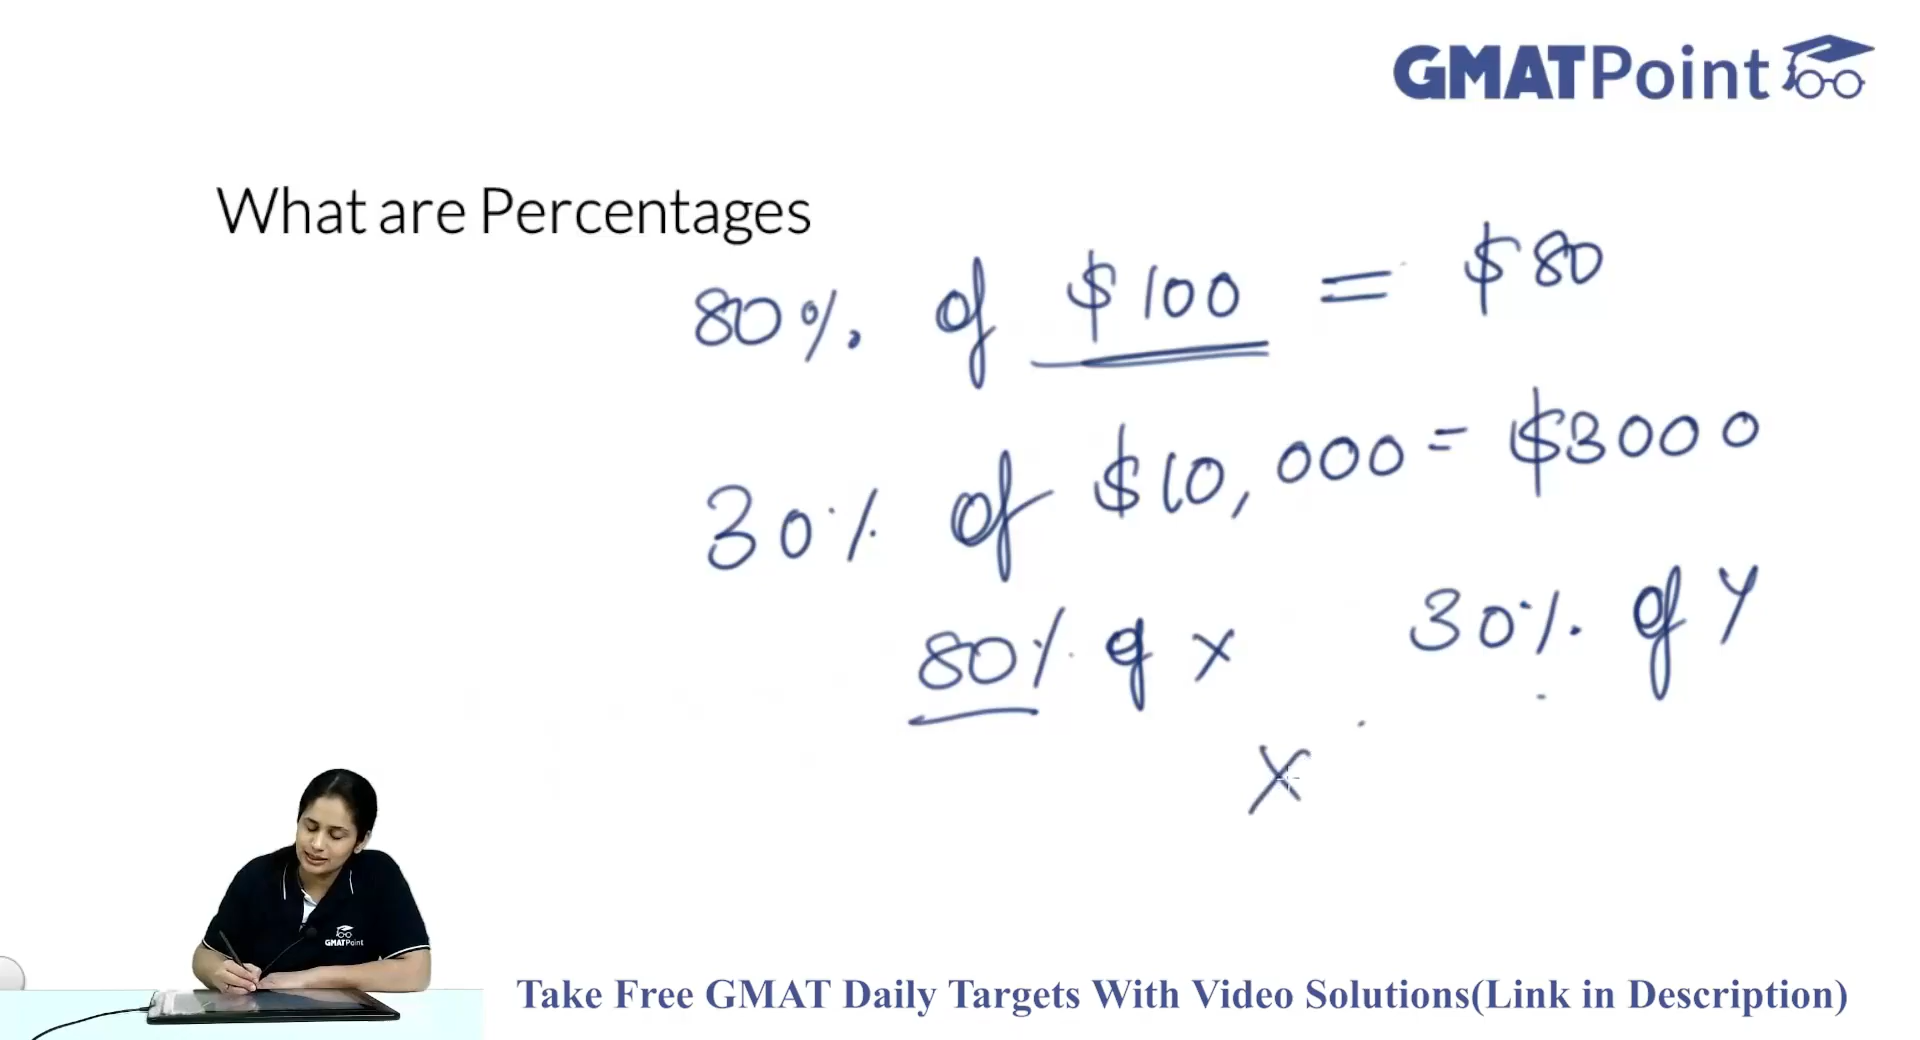 GMATPoint
What are Percentages
80% of $100 = $80
30% of $10,000 = $3000
80% of x 30% of y
x
GMATPoint
Take Free GMAT Daily Targets With Video Solutions(Link in Description)